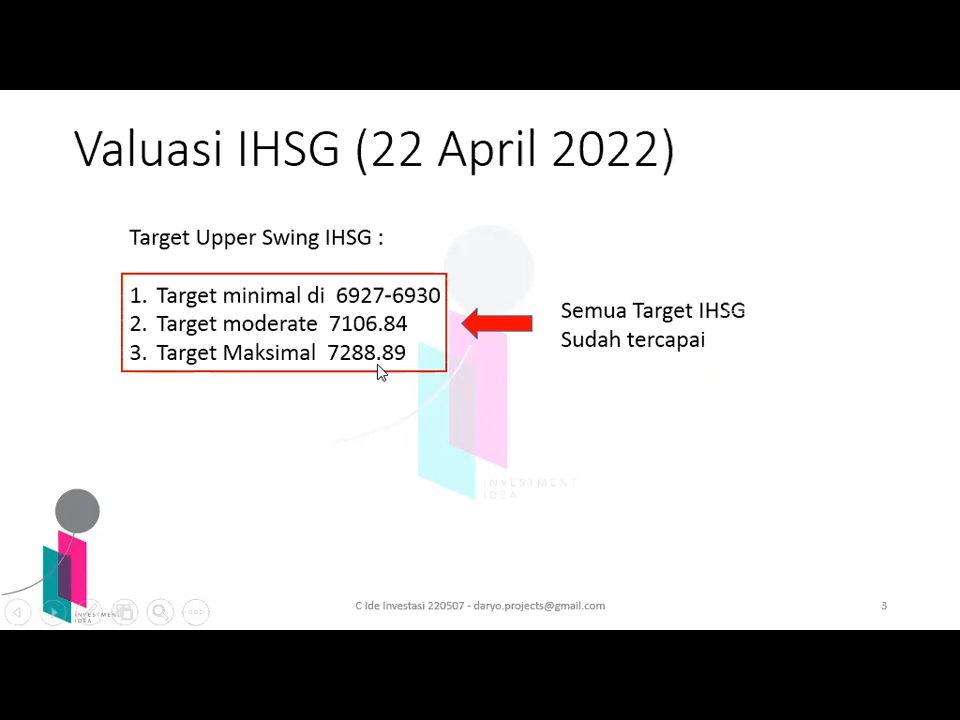 Valuasi IHSG (22 April 2022)
Target Upper Swing IHSG :
1. Target minimal di 6927-6930
2. Target moderate 7106.84
3. Target Maksimal 7288.89
Semua Target IHSG
Sudah tercapai
INVESTMENT
IDEA
INVESTMENT
IDEA
C Ide Investasi 220507 - daryo.projects@gmail.com
3